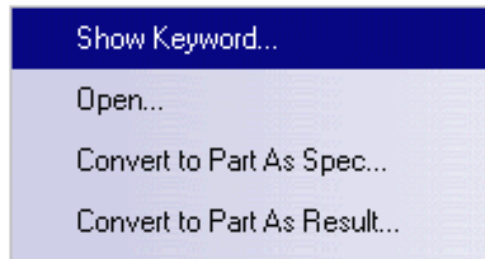 Show Keyword...
Open...
Convert to Part As Spec...
Convert to Part As Result...